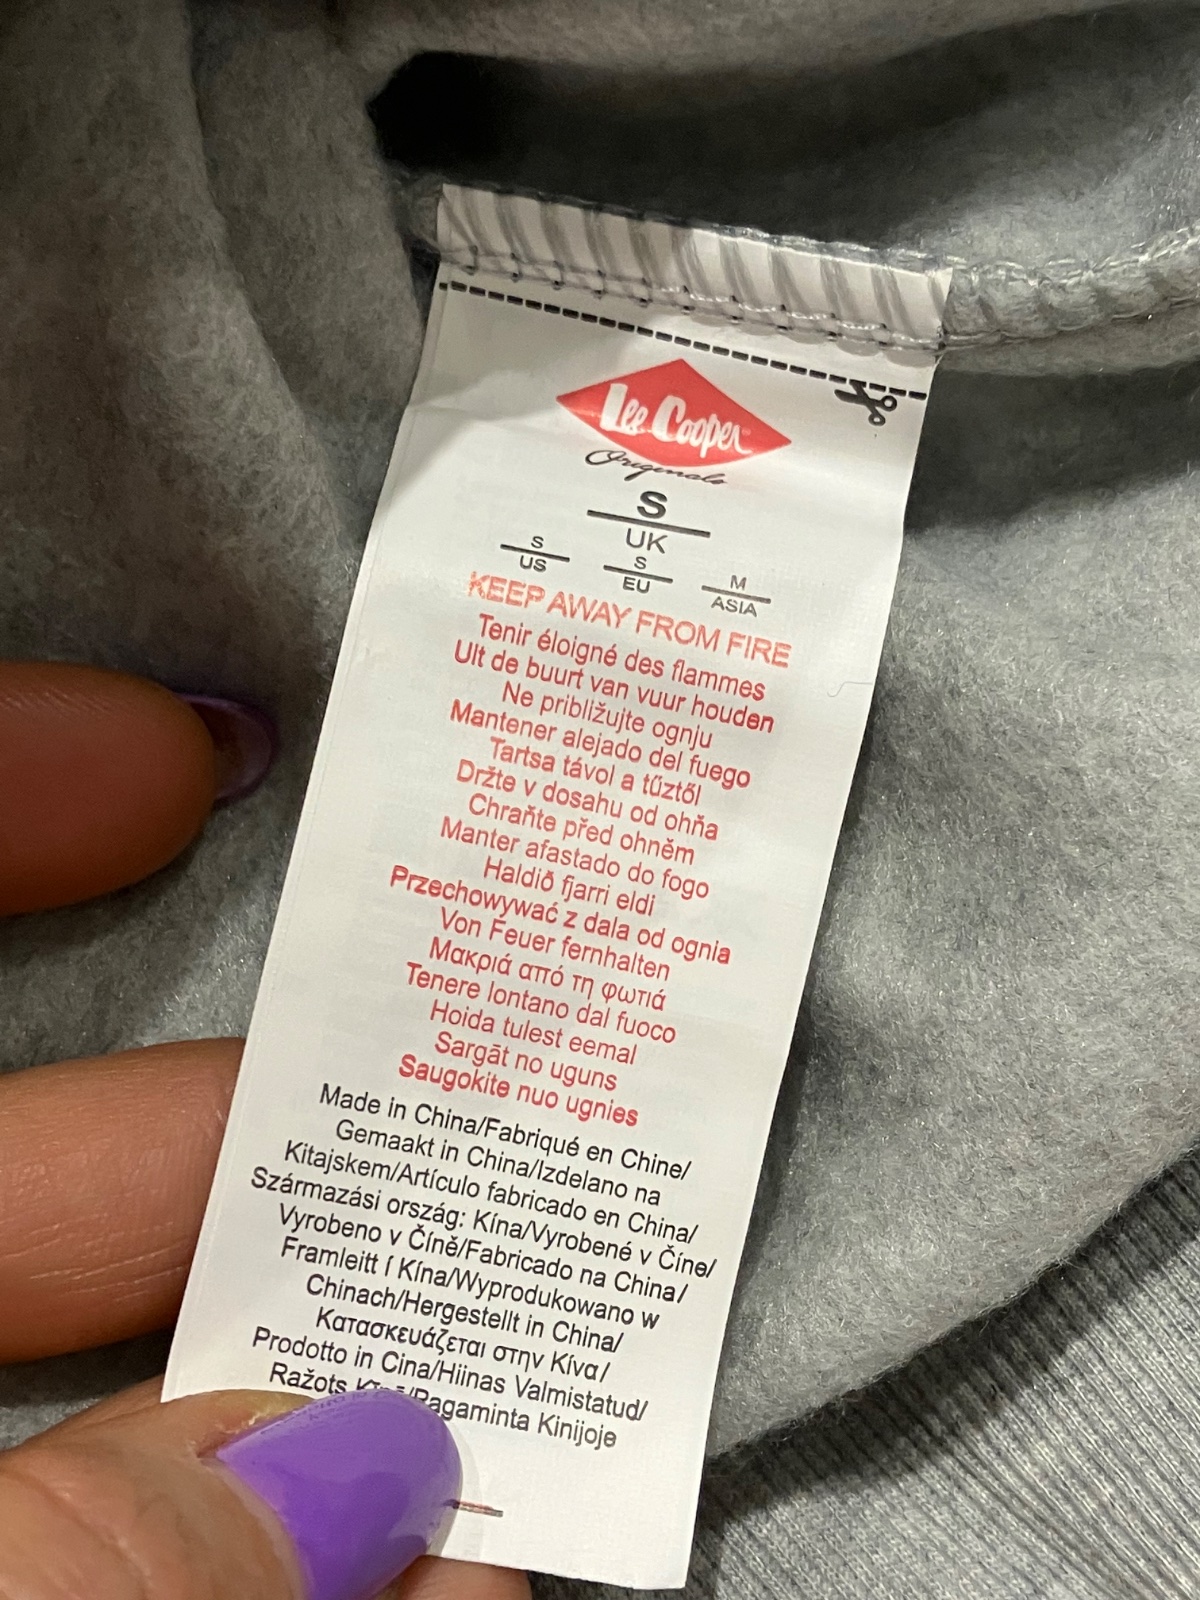 Lee Cooper
Originals
S
UK
S
US
S
EU
M
ASIA
KEEP AWAY FROM FIRE
Tenir éloigné des flammes
Ult de buurt van vuur houden
Ne približujte ognju
Mantener alejado del fuego
Tartsa távol a tűztől
Držte v dosahu od ohňa
Chraňte před ohněm
Manter afastado do fogo
Haldið fjarri eldi
Przechowywać z dala od ognia
Von Feuer fernhalten
Μακριά από τη φωτιά
Tenere lontano dal fuoco
Hoida tulest eemal
Sargāt no uguns
Saugokite nuo ugnies
Made in China/Fabriqué en Chine/
Gemaakt in China/Izdelano na
Kitajskem/Artículo fabricado en China/
Származási ország: Kína/Vyrobené v Číne/
Vyrobeno v Číně/Fabricado na China/
Framleitt í Kína/Wyprodukowano w
Chinach/Hergestellt in China/
Κατασκευάζεται στην Κίνα/
Prodotto in Cina/Hiinas Valmistatud/
Ražots Kinijoje